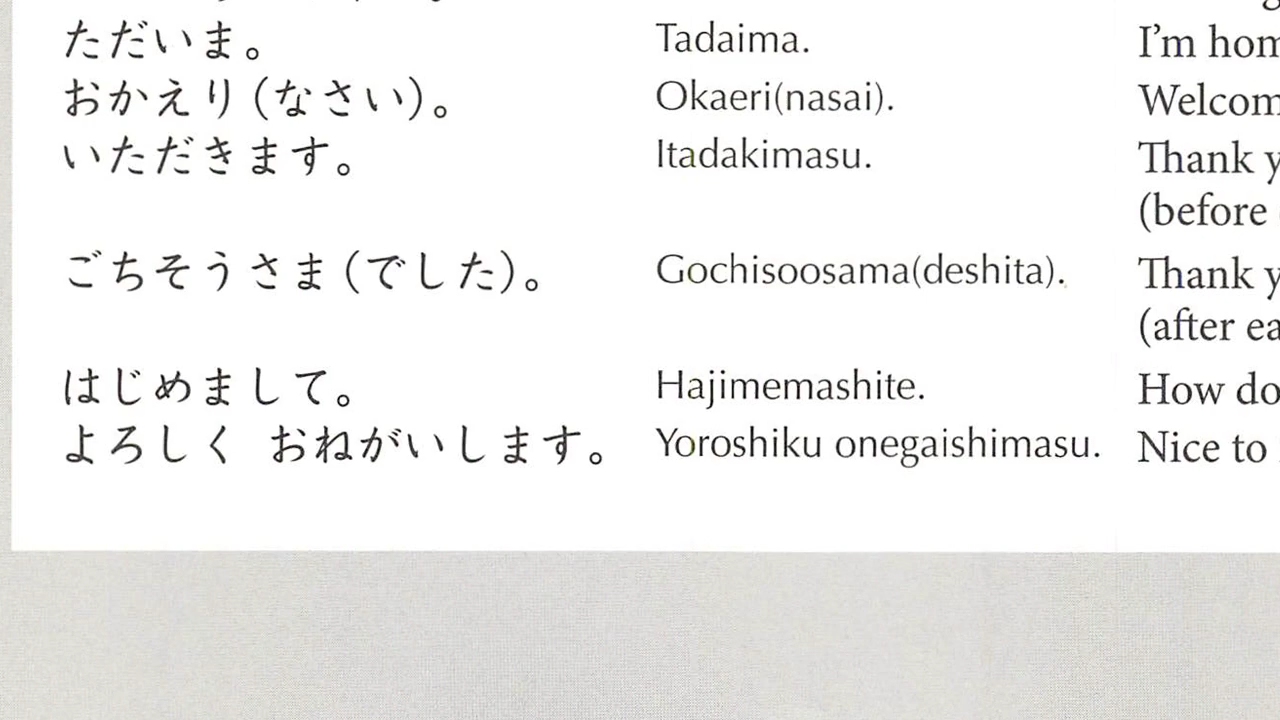 ただいま。 Tadaima. I'm
おかえり(なさい)。 Okaeri(nasai).
いただきます。 Itadakimasu. Thank
(before
ごちそうさま(でした)。 Gochisoosama(deshita). Thank
(after
はじめまして。 Hajimemashite. How do
よろしく おねがいします。 Yoroshiku onegaishimasu. Nice to